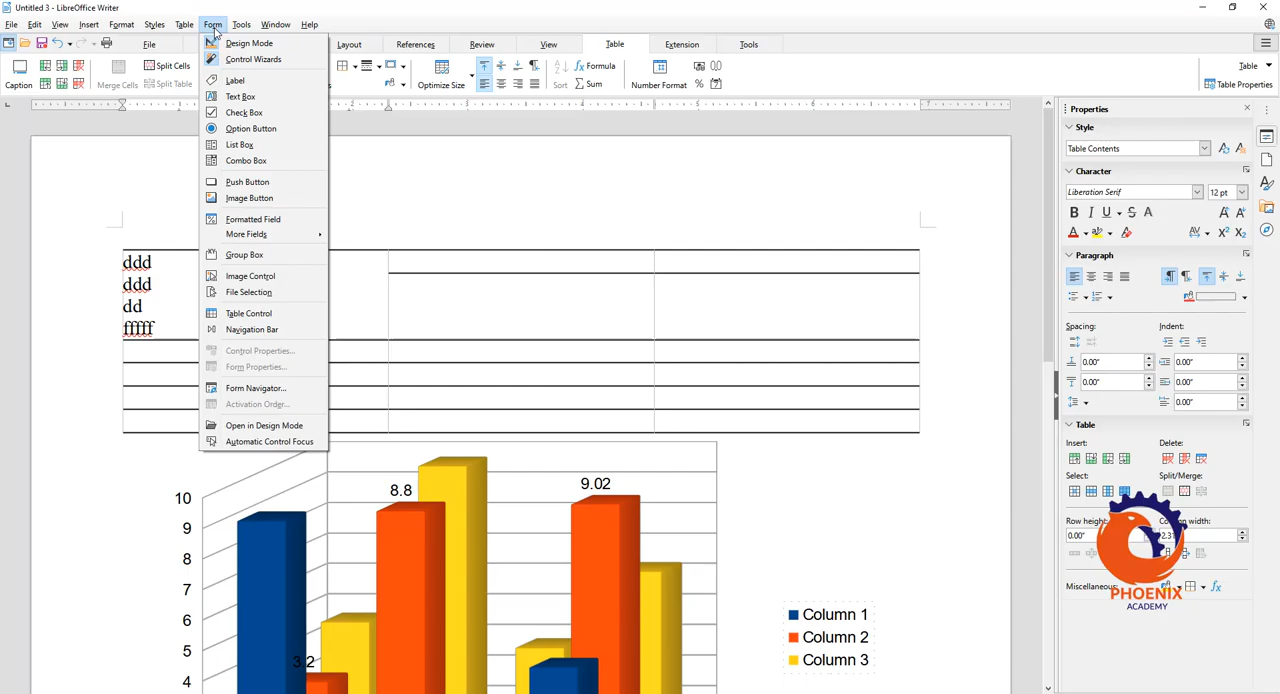 Untitled 3 - LibreOffice Writer
File Edit View Insert Format Styles Table Form Tools Window Help
File Layout References Review View Table Extension Tools
Caption Merge Cells Split Cells Split Table Optimize Size Sort Formula Sum Number Format % Table Table Properties
Design Mode
Control Wizards
Label
Text Box
Check Box
Option Button
List Box
Combo Box
Push Button
Image Button
Formatted Field
More Fields
Group Box
Image Control
File Selection
Table Control
Navigation Bar
Control Properties...
Form Properties...
Form Navigator...
Activation Order...
Open in Design Mode
Automatic Control Focus
2 3 4 5 6 7
ddd
ddd
dd
fffff
10
9
8
7
6
5
4
8.8
9.02
3.2
Column 1
Column 2
Column 3
Properties
Style
Table Contents
Character
Liberation Serif 12 pt
Paragraph
Spacing: Indent:
0.00" 0.00"
0.00" 0.00"
0.00"
Table
Insert: Delete:
Select: Split/Merge:
Row height: width:
0.00"
Miscellaneous:
PHOENIX
ACADEMY